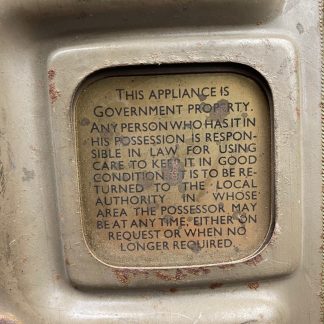 THIS APPLIANCE IS
GOVERNMENT PROPERTY.
ANY PERSON WHO HAS IT IN
HIS POSSESSION IS RESPON-
SIBLE IN LAW FOR USING
CARE TO KEEP IT IN GOOD
CONDITION. IT IS TO BE RE-
TURNED TO THE LOCAL
AUTHORITY IN WHOSE
AREA THE POSSESSOR MAY
BE AT ANY TIME EITHER ON
REQUEST OR WHEN NO
LONGER REQUIRED.